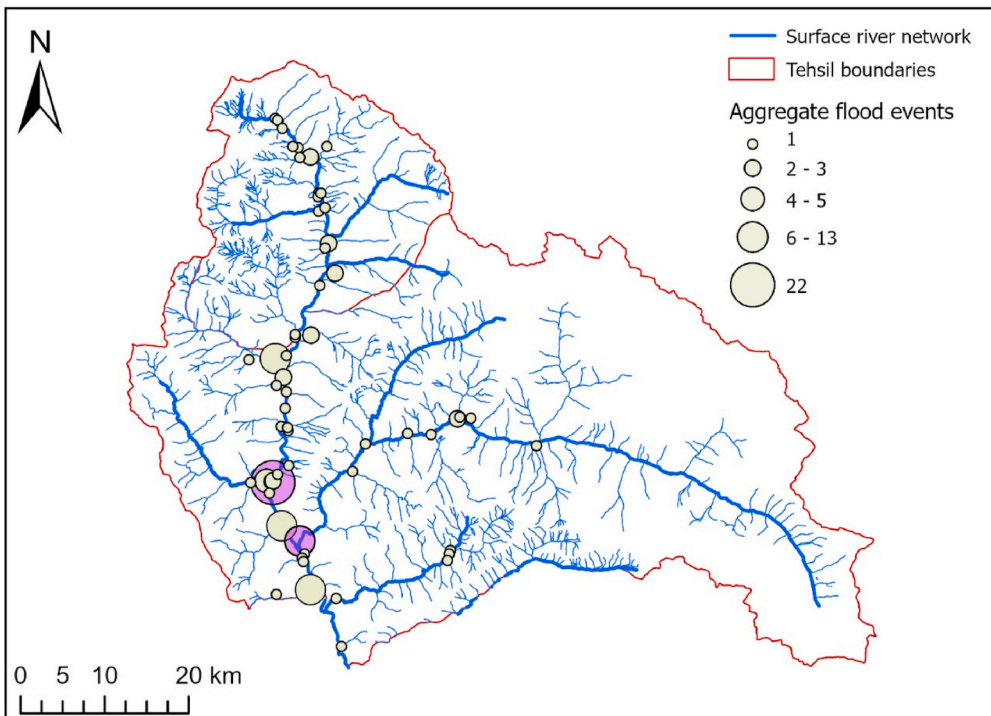 N
Surface river network
Tehsil boundaries
Aggregate flood events
1
2 - 3
4 - 5
6 - 13
22
0 5 10 20 km